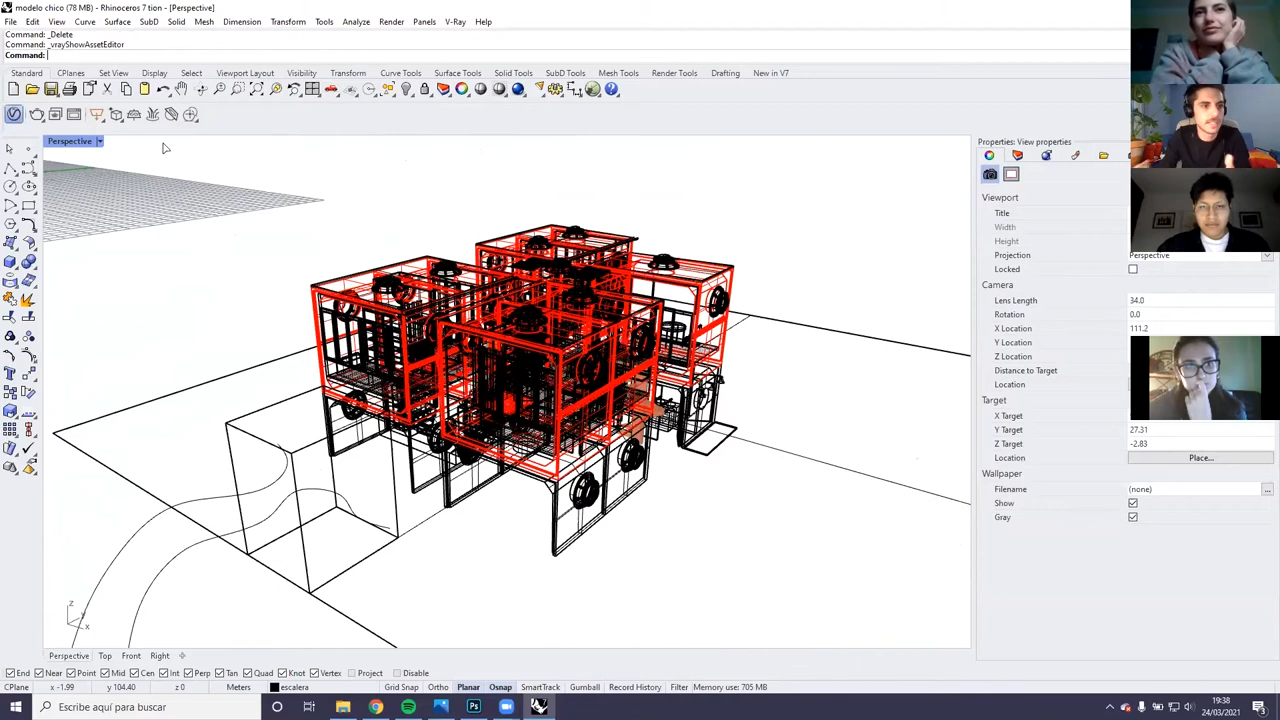 modelo chico (78 MB) - Rhinoceros 7 tion - [Perspective]
File Edit View Curve Surface SubD Solid Mesh Dimension Transform Tools Analyze Render Panels V-Ray Help
Command: _Delete
Command: _vrayShowAssetEditor
Command:
Standard CPlanes Set View Display Select Viewport Layout Visibility Transform Curve Tools Surface Tools Solid Tools SubD Tools Mesh Tools Render Tools Drafting New in V7
Perspective
Properties: View properties
Viewport
Title
Width
Height
Projection Perspective
Locked
Camera
Lens Length 34.0
Rotation 0.0
X Location 111.2
Y Location
Z Location
Distance to Target
Location
Target
X Target
Y Target 27.31
Z Target -2.83
Location Place...
Wallpaper
Filename (none) ...
Show
Gray
z
y
x
Perspective Top Front Right
End Near Point Mid Cen Int Perp Tan Quad Knot Vertex Project Disable
CPlane x -1.99 y 104.40 z 0 Meters escalera Grid Snap Ortho Planar Osnap SmartTrack Gumball Record History Filter Memory use: 705 MB
Escribe aquí para buscar
Ps
19:38
24/03/2021
3